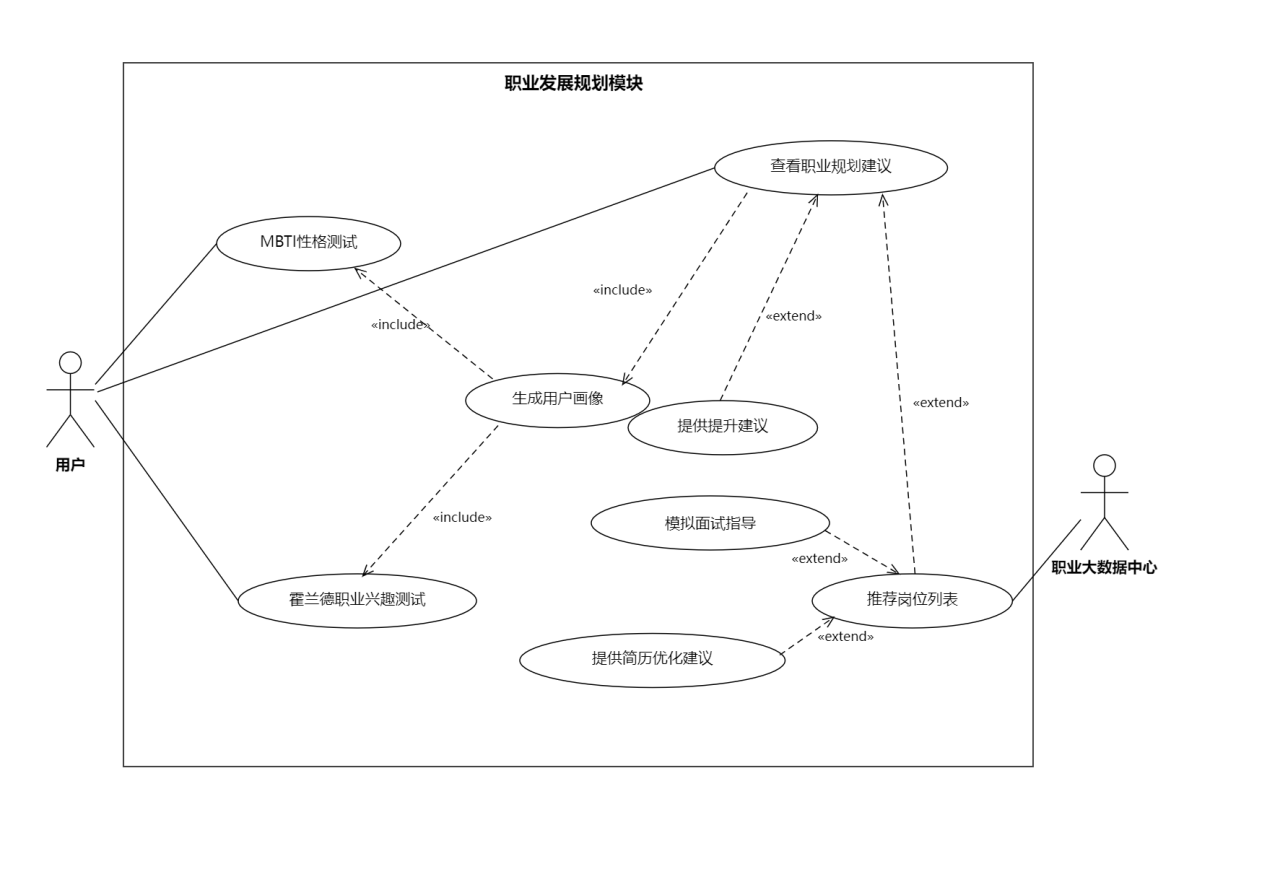 职业发展规划模块
查看职业规划建议
MBTI性格测试
«include»
«extend»
«include»
生成用户画像
«extend»
提供提升建议
用户
«include»
模拟面试指导
«extend»
职业大数据中心
霍兰德职业兴趣测试
推荐岗位列表
«extend»
提供简历优化建议